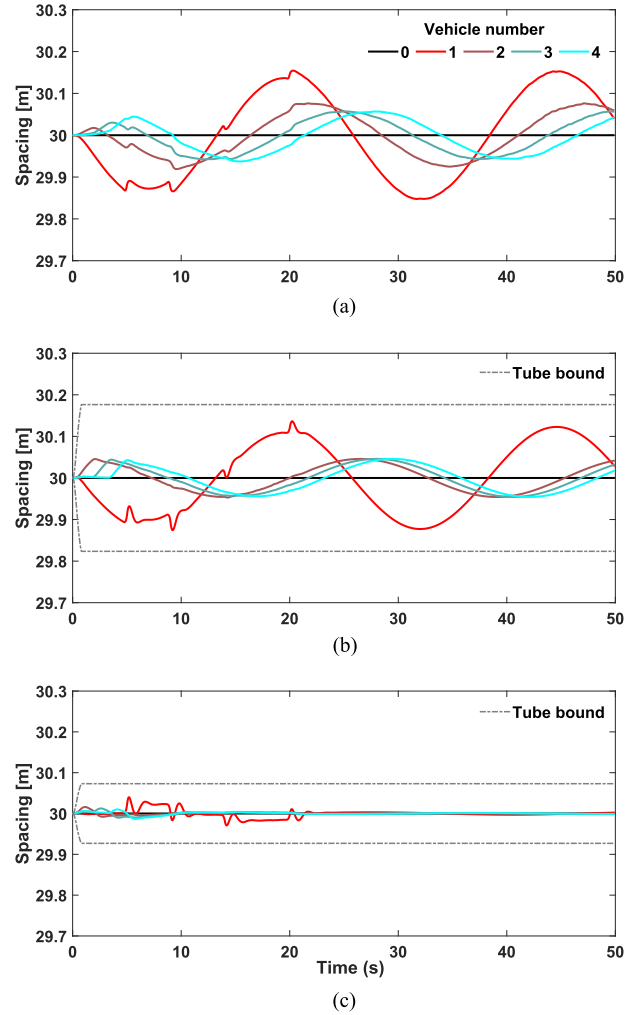 Vehicle number
0 1 2 3 4
30.3
30.2
30.1
30
29.9
29.8
29.7
Spacing [m]
0 10 20 30 40 50
(a)
Tube bound
30.3
30.2
30.1
30
29.9
29.8
29.7
Spacing [m]
0 10 20 30 40 50
(b)
Tube bound
30.3
30.2
30.1
30
29.9
29.8
29.7
Spacing [m]
0 10 20 30 40 50
Time (s)
(c)